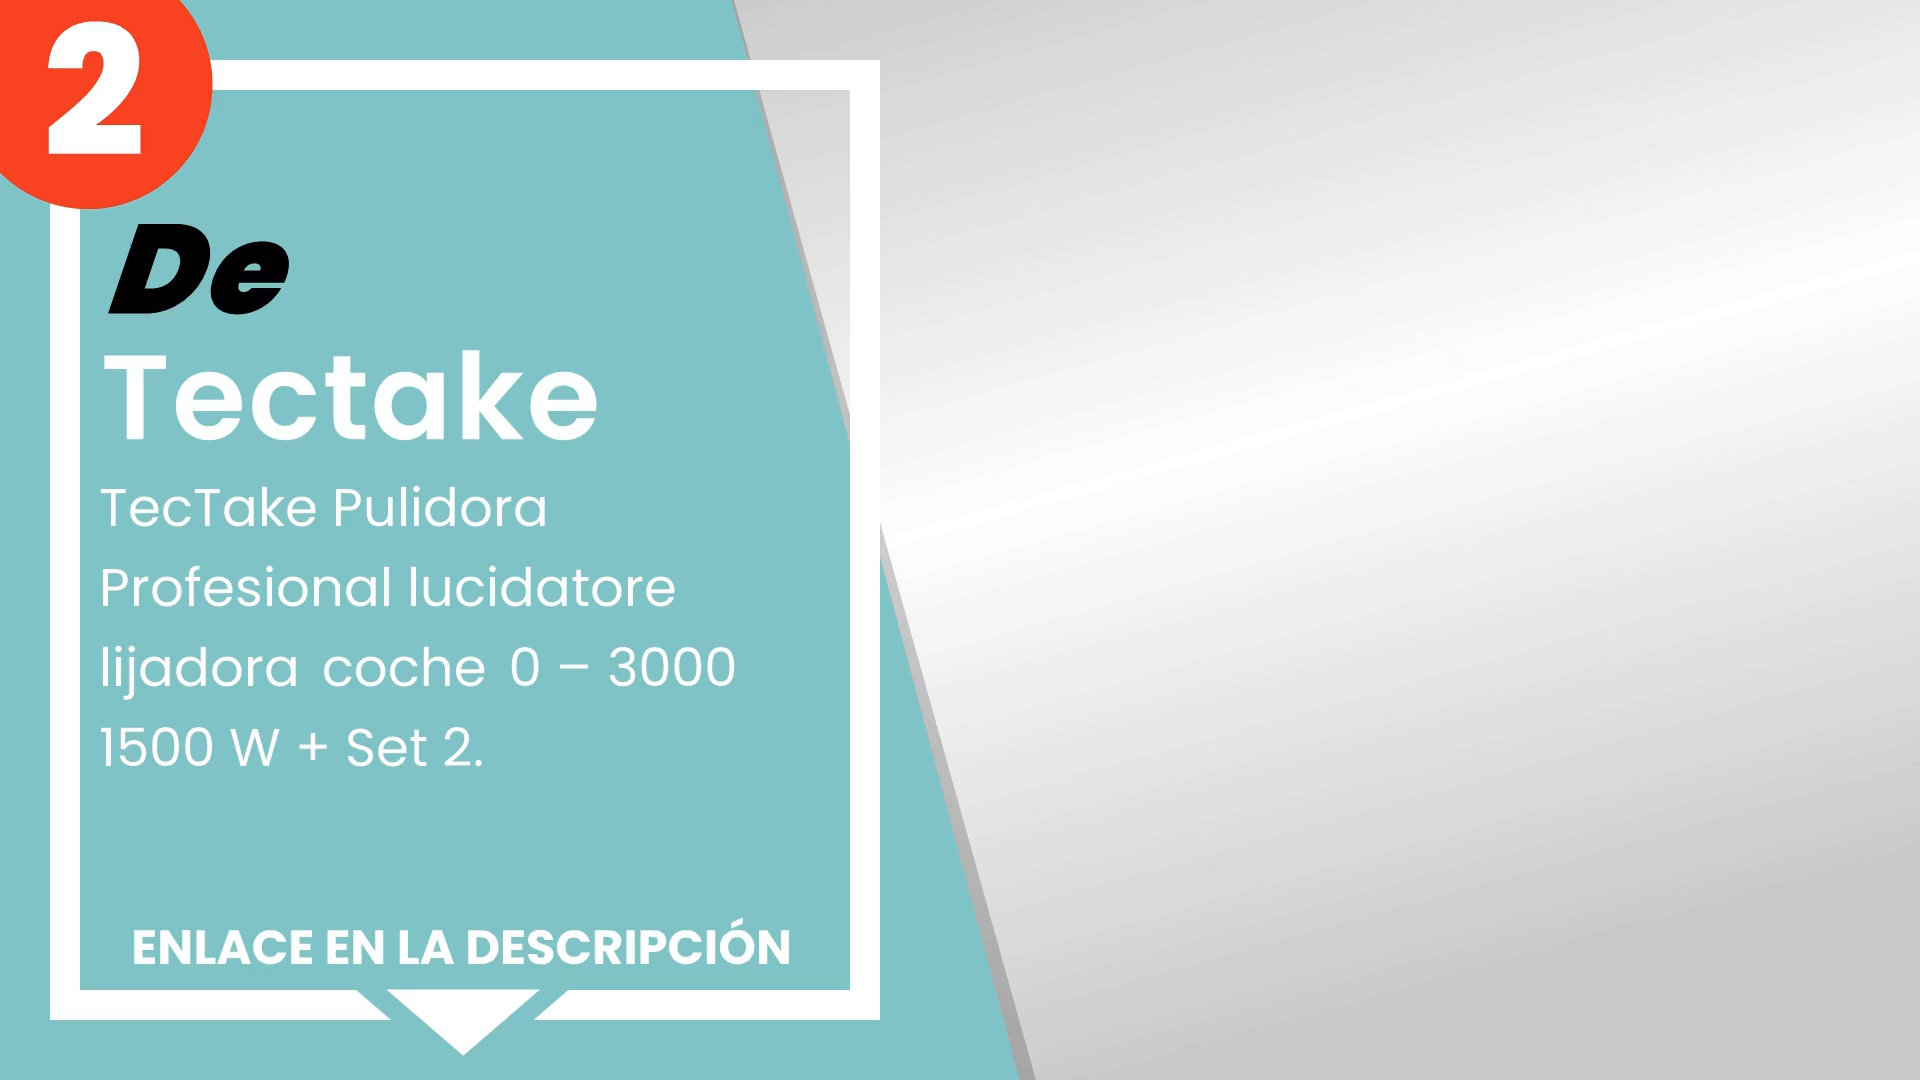 2
De
Tectake
TecTake Pulidora
Profesional lucidatore
lijadora coche 0 – 3000
1500 W + Set 2.
ENLACE EN LA DESCRIPCIÓN